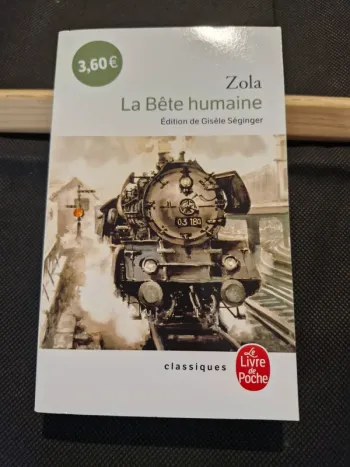 3,60€
Zola
La Bête humaine
Édition de Gisèle Séginger
03 180
classiques
Le
Livre
de
Poche